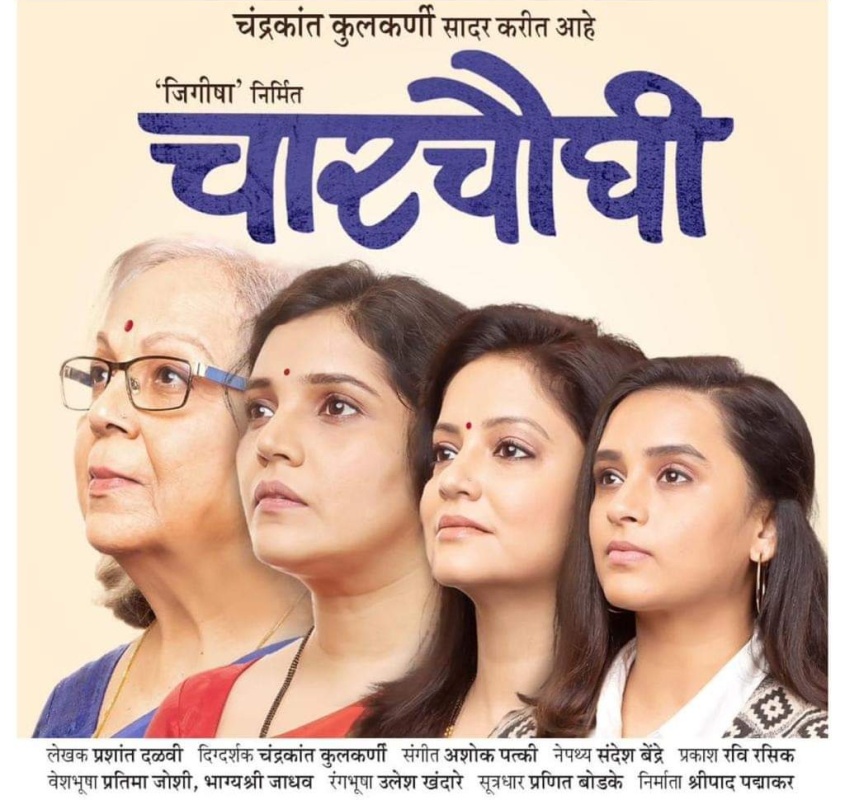 चंद्रकांत कुलकर्णी सादर करीत आहे
‘जिगीषा’ निर्मित
चारचौघी
लेखक प्रशांत दळवी दिग्दर्शक चंद्रकांत कुलकर्णी संगीत अशोक पत्की नेपथ्य संदेश बेंद्रे प्रकाश रवि रसिक
वेशभूषा प्रतिमा जोशी, भाग्यश्री जाधव रंगभूषा उलेश खंदारे सूत्रधार प्रणित बोडके निर्माता श्रीपाद पद्माकर